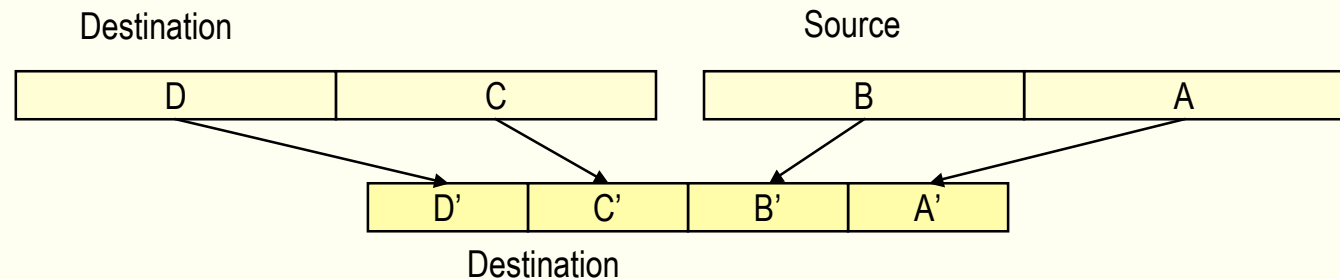 Destination Source
D C B A
D’ C’ B’ A’
Destination